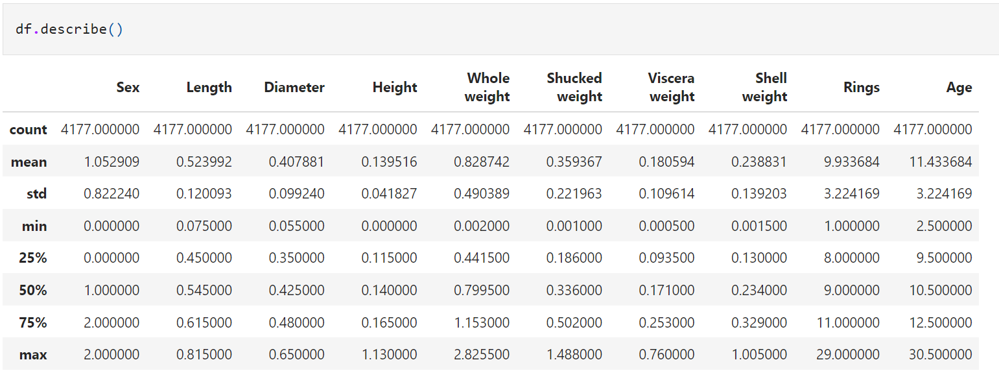 df.describe()
Sex Length Diameter Height Whole weight Shucked weight Viscera weight Shell weight Rings Age
count 4177.000000 4177.000000 4177.000000 4177.000000 4177.000000 4177.000000 4177.000000 4177.000000 4177.000000 4177.000000
mean 1.052909 0.523992 0.407881 0.139516 0.828742 0.359367 0.180594 0.238831 9.933684 11.433684
std 0.822240 0.120093 0.099240 0.041827 0.490389 0.221963 0.109614 0.139203 3.224169 3.224169
min 0.000000 0.075000 0.055000 0.000000 0.002000 0.001000 0.000500 0.001500 1.000000 2.500000
25% 0.000000 0.450000 0.350000 0.115000 0.441500 0.186000 0.093500 0.130000 8.000000 9.500000
50% 1.000000 0.545000 0.425000 0.140000 0.799500 0.336000 0.171000 0.234000 9.000000 10.500000
75% 2.000000 0.615000 0.480000 0.165000 1.153000 0.502000 0.253000 0.329000 11.000000 12.500000
max 2.000000 0.815000 0.650000 1.130000 2.825500 1.488000 0.760000 1.005000 29.000000 30.500000